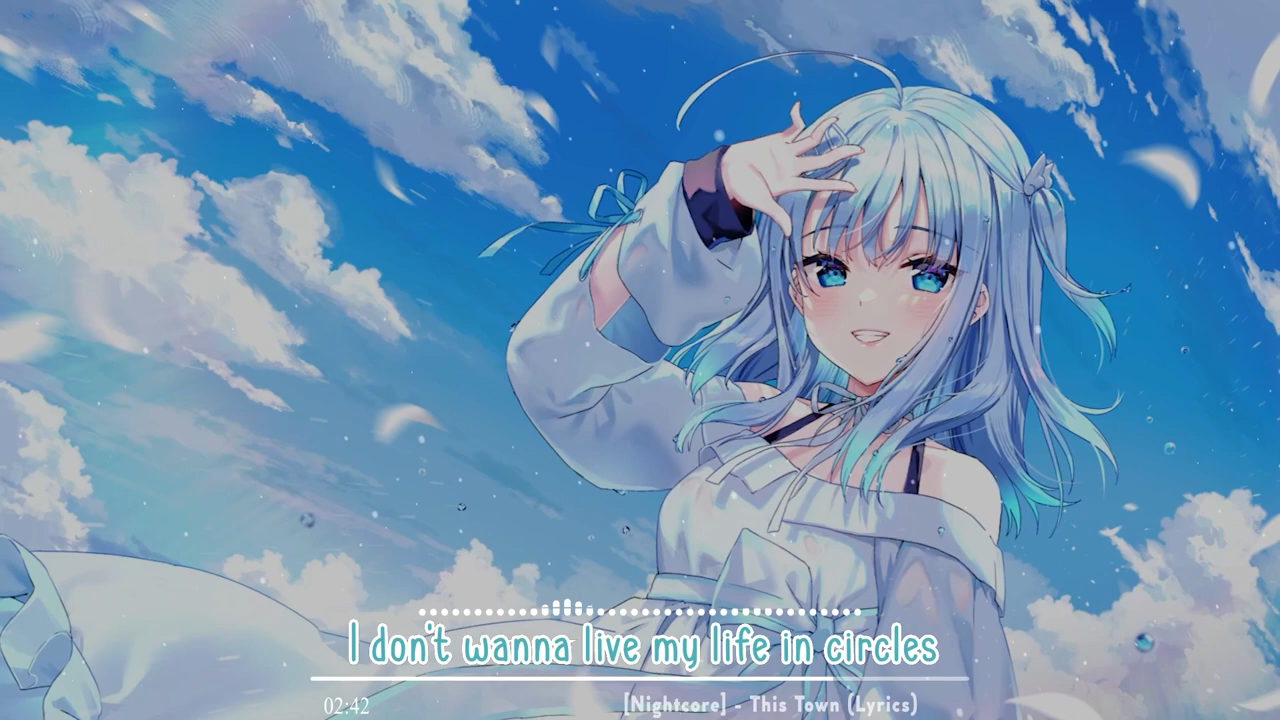 I don't wanna live my life in circles
02:42
[Nightcore] - This Town (Lyrics)